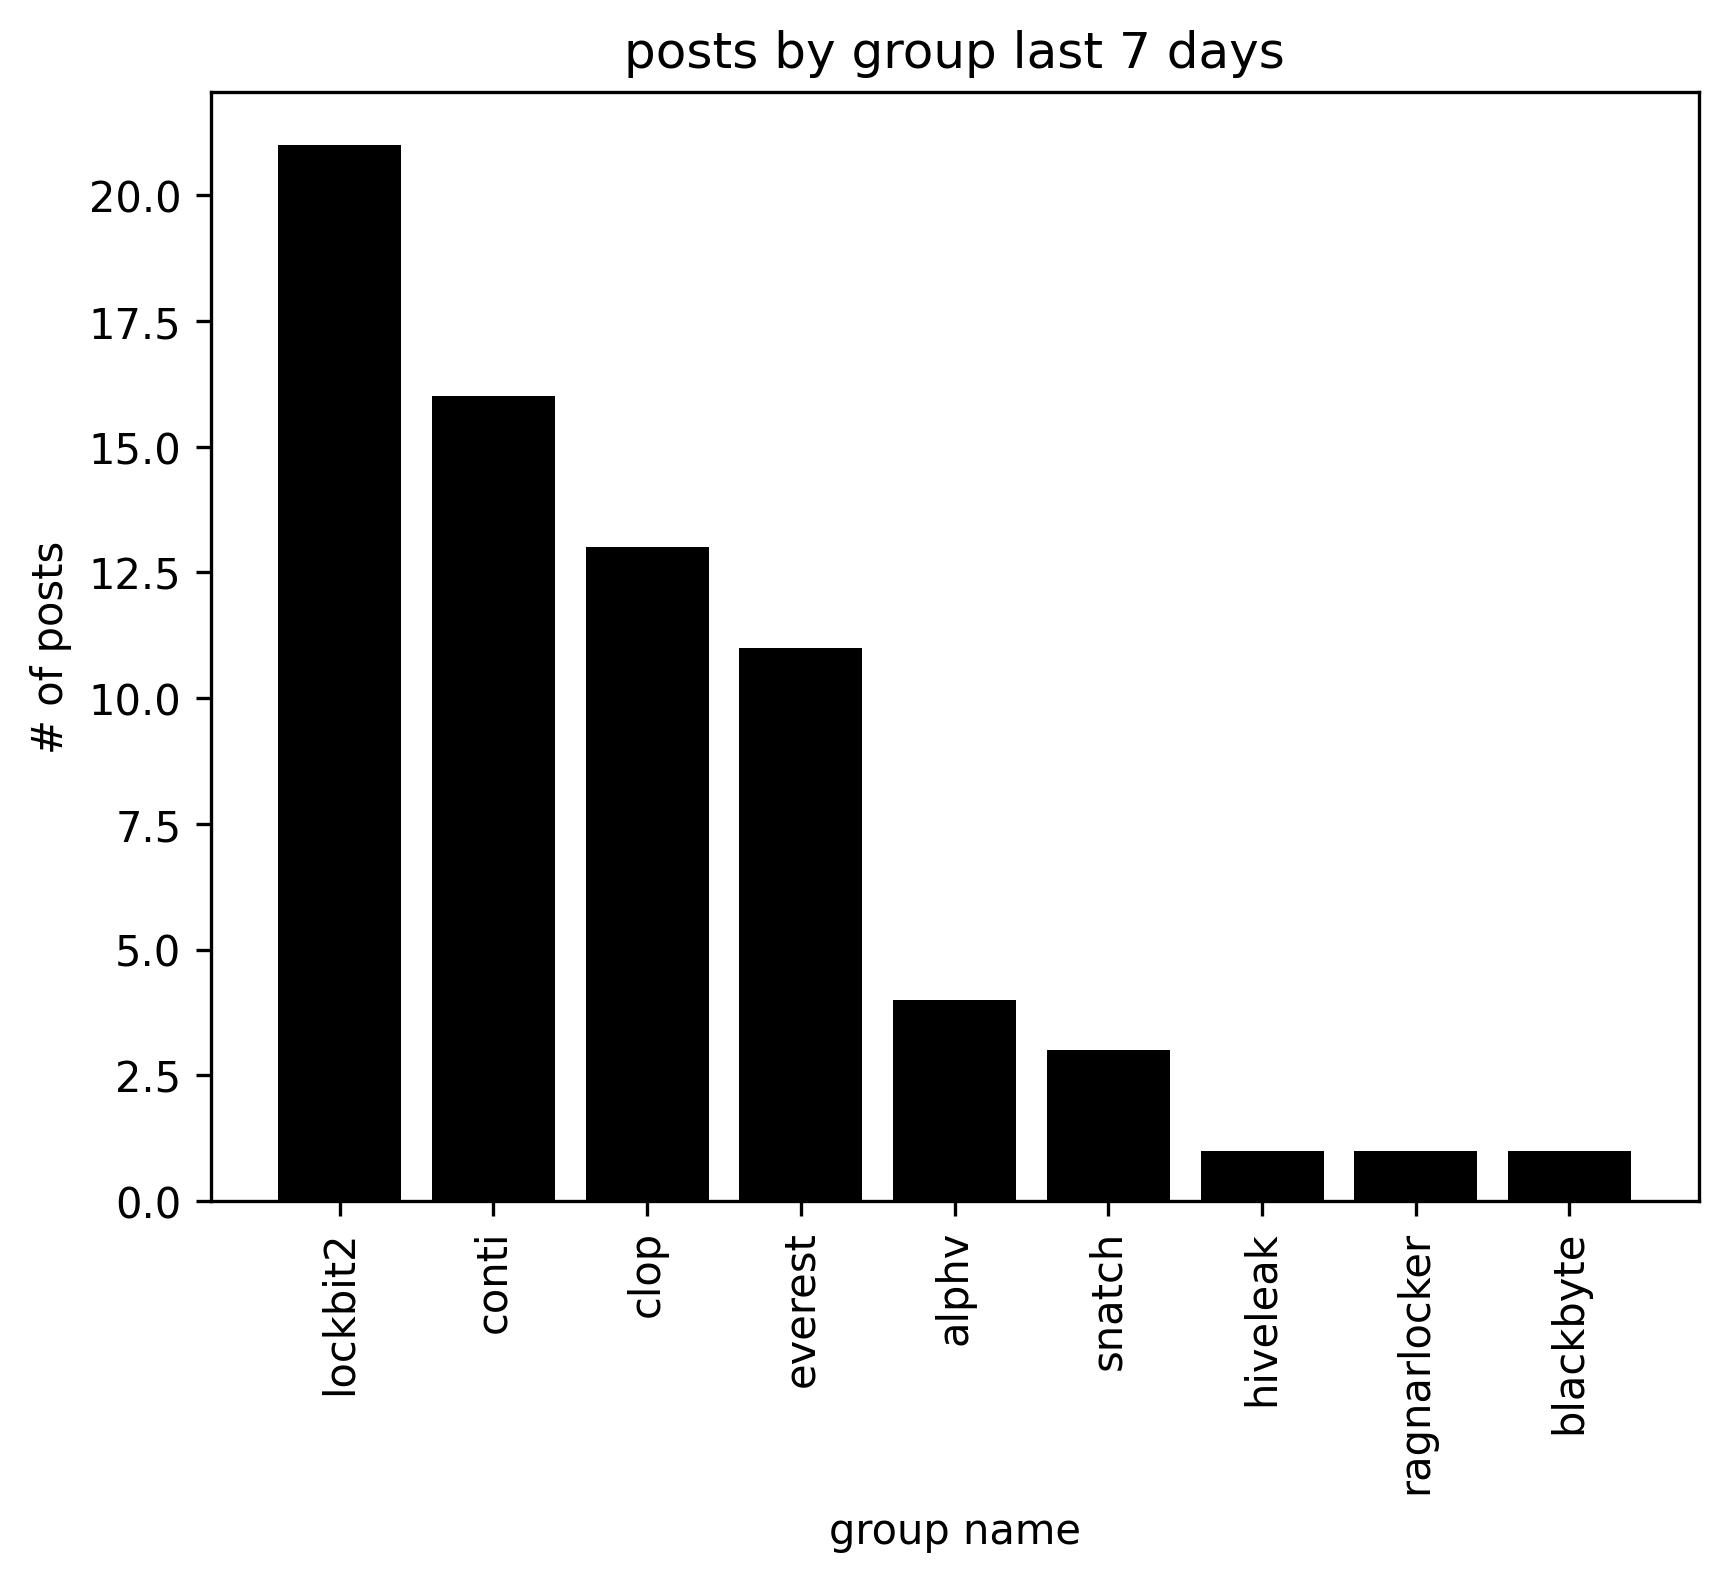 posts by group last 7 days
# of posts
20.0
17.5
15.0
12.5
10.0
7.5
5.0
2.5
0.0
lockbit2
conti
clop
everest
alphv
snatch
hiveleak
ragnarlocker
blackbyte
group name